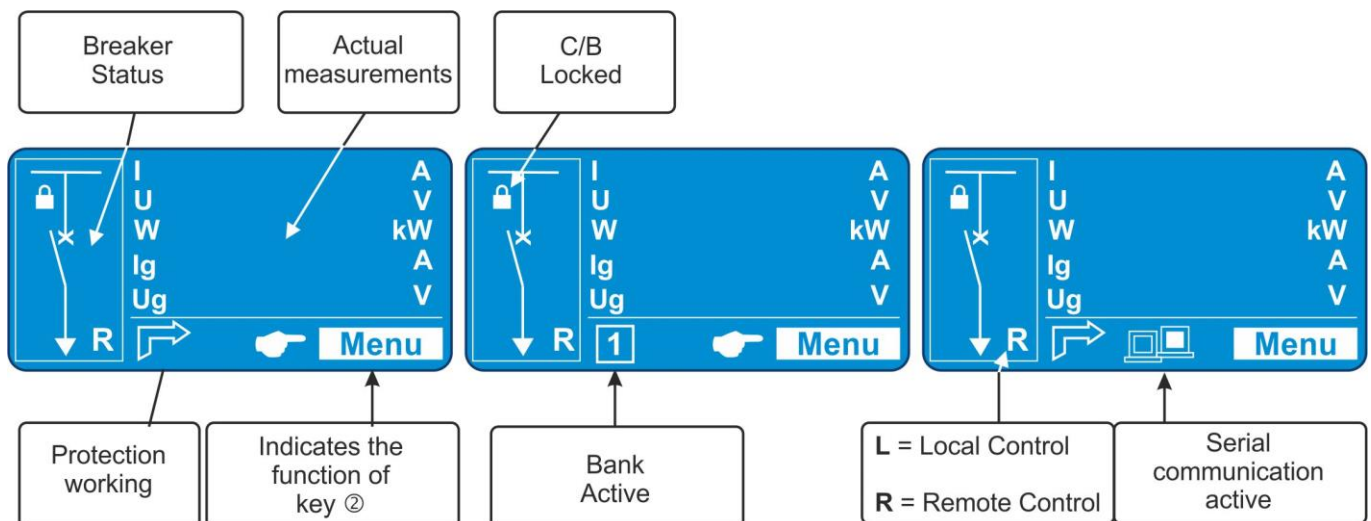 Breaker
Status
Actual
measurements
C/B
Locked
I A
U V
W kW
Ig A
Ug V
R Menu
I A
U V
W kW
Ig A
Ug V
R 1 Menu
I A
U V
W kW
Ig A
Ug V
R Menu
Protection
working
Indicates the
function of
key ②
Bank
Active
L = Local Control
R = Remote Control
Serial
communication
active